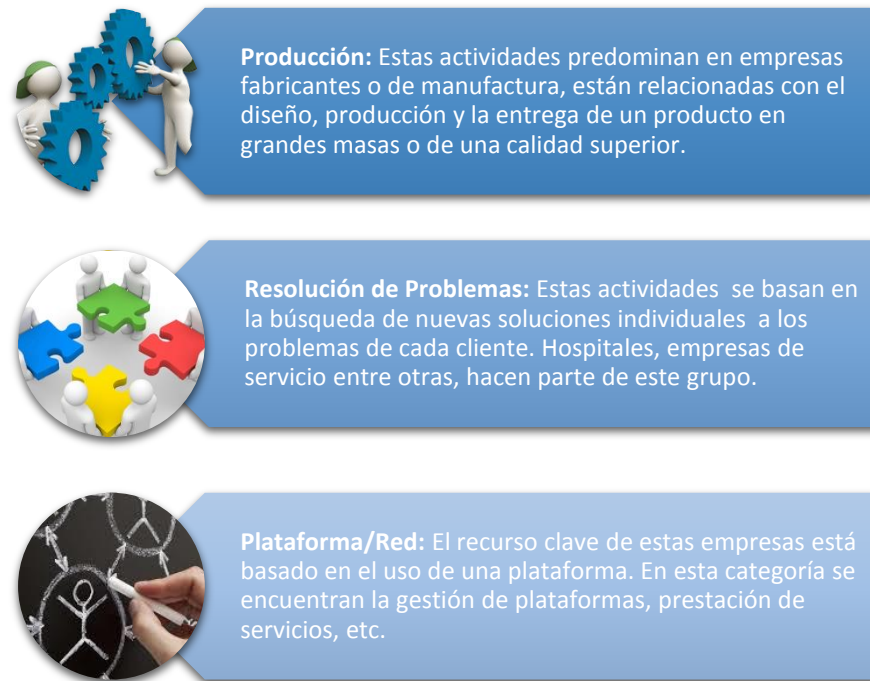 Producción: Estas actividades predominan en empresas
fabricantes o de manufactura, están relacionadas con el
diseño, producción y la entrega de un producto en
grandes masas o de una calidad superior.
Resolución de Problemas: Estas actividades  se basan en
la búsqueda de nuevas soluciones individuales  a los
problemas de cada cliente. Hospitales, empresas de
servicio entre otras, hacen parte de este grupo.
Plataforma/Red: El recurso clave de estas empresas está
basado en el uso de una plataforma. En esta categoría se
encuentran la gestión de plataformas, prestación de
servicios, etc.